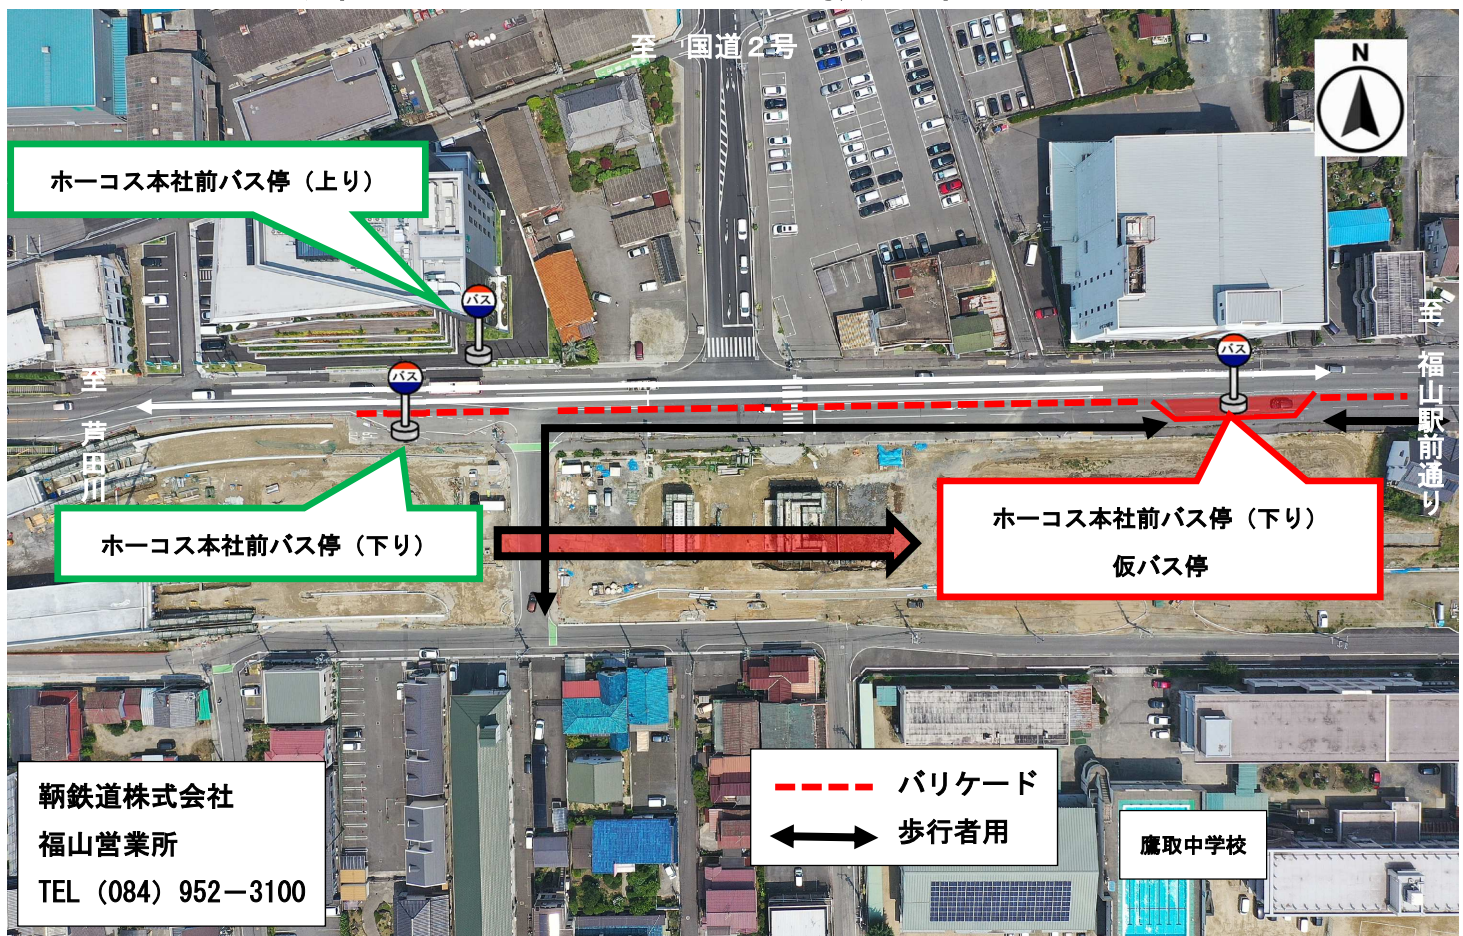 至 国道2号
N
ホーコス本社前バス停（上り）
バス
バス
バス
至 芦田川
至 福山駅前通り
ホーコス本社前バス停（下り）
ホーコス本社前バス停（下り）
仮バス停
鞆鉄道株式会社
福山営業所
TEL（084）952－3100
バリケード
歩行者用
鷹取中学校